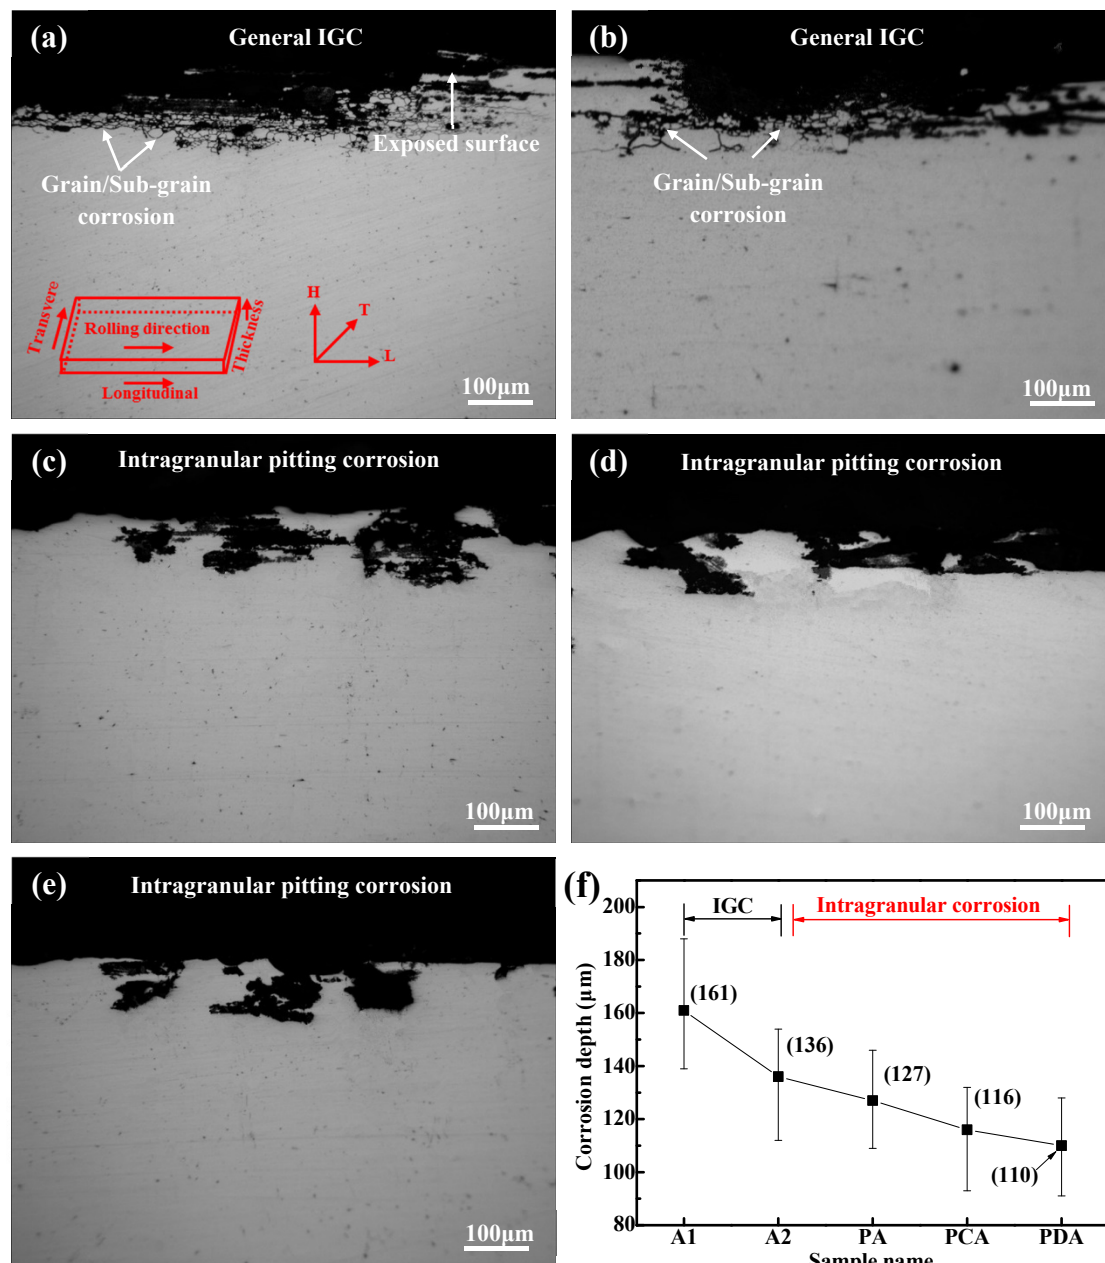 (a)
General IGC
Exposed surface
Grain/Sub-grain
corrosion
Transvere
Rolling direction
Thickness
Longitudinal
H
T
L
100μm
(b)
General IGC
Grain/Sub-grain
corrosion
100μm
(c)
Intragranular pitting corrosion
100μm
(d)
Intragranular pitting corrosion
100μm
(e)
Intragranular pitting corrosion
100μm
(f)
IGC
Intragranular corrosion
Corrosion depth (μm)
200
180
160
140
120
100
80
(161)
(136)
(127)
(116)
(110)
A1 A2 PA PCA PDA
Sample name